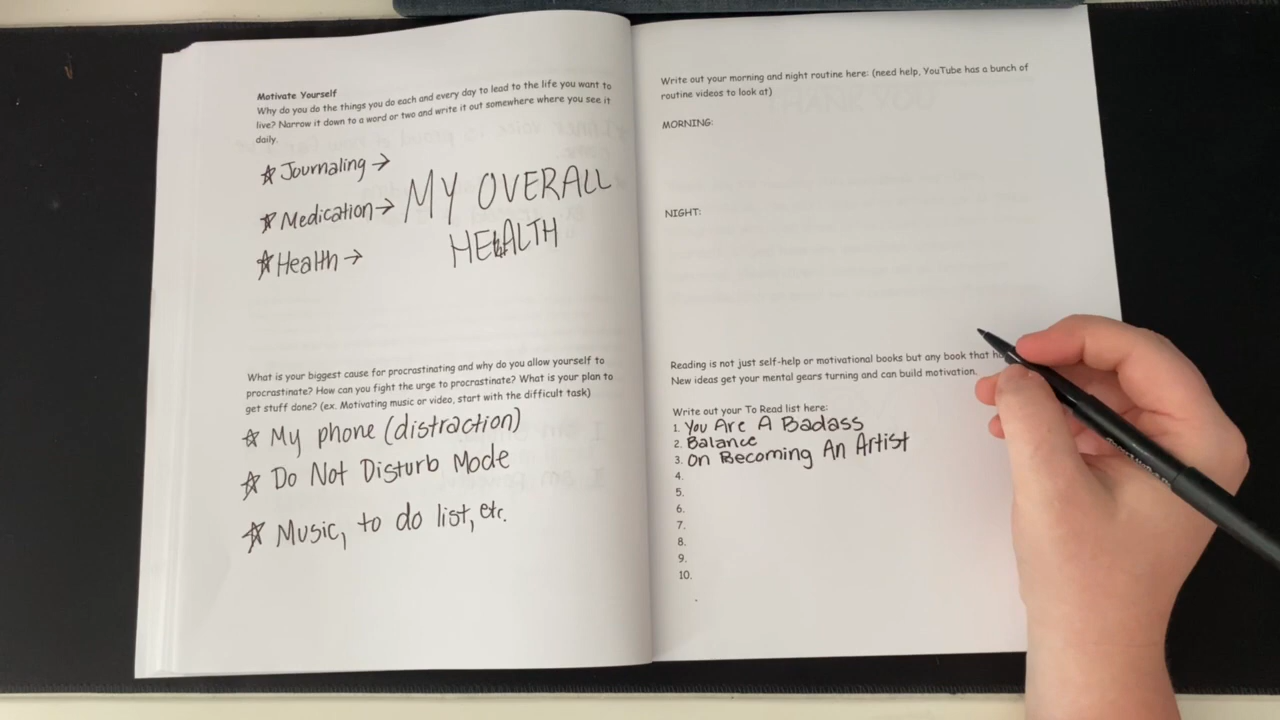 Motivate Yourself
Why do you do the things you do each and every day to lead to the life you want to
live? Narrow it down to a word or two and write it out somewhere where you see it
daily.
☆ Journaling →
☆ Medication → MY OVERALL
HEALTH
☆ Health →
What is your biggest cause for procrastinating and why do you allow yourself to
procrastinate? How can you fight the urge to procrastinate? What is your plan to
get stuff done? (ex. Motivating music or video, start with the difficult task)
☆ My phone (distraction)
☆ Do Not Disturb Mode
☆ Music, to do list, etc.
Write out your morning and night routine here: (need help, YouTube has a bunch of
routine videos to look at)
MORNING:
NIGHT:
Reading is not just self-help or motivational books but any book that
New ideas get your mental gears turning and can build motivation.
Write out your To Read list here:
1. You Are A Badass
2. Balance
3. On Becoming An Artist
4.
5.
6.
7.
8.
9.
10.